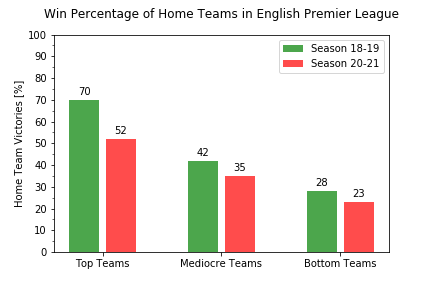 Win Percentage of Home Teams in English Premier League
Home Team Victories [%]
100
90
80
70
60
50
40
30
20
10
0
Season 18-19
Season 20-21
70
52
42
35
28
23
Top Teams
Mediocre Teams
Bottom Teams